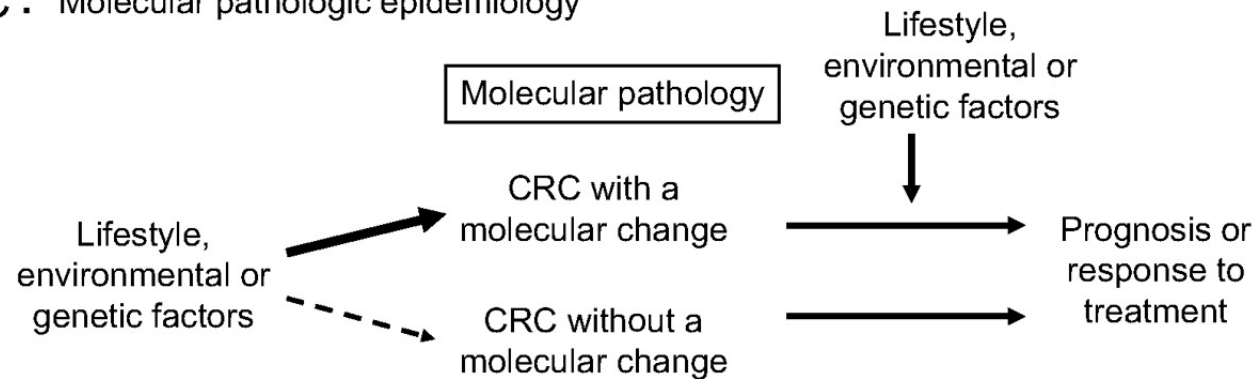 C. Molecular pathologic epidemiology
Lifestyle,
environmental or
genetic factors
Molecular pathology
CRC with a
molecular change
Lifestyle,
environmental or
genetic factors
CRC without a
molecular change
Prognosis or
response to
treatment